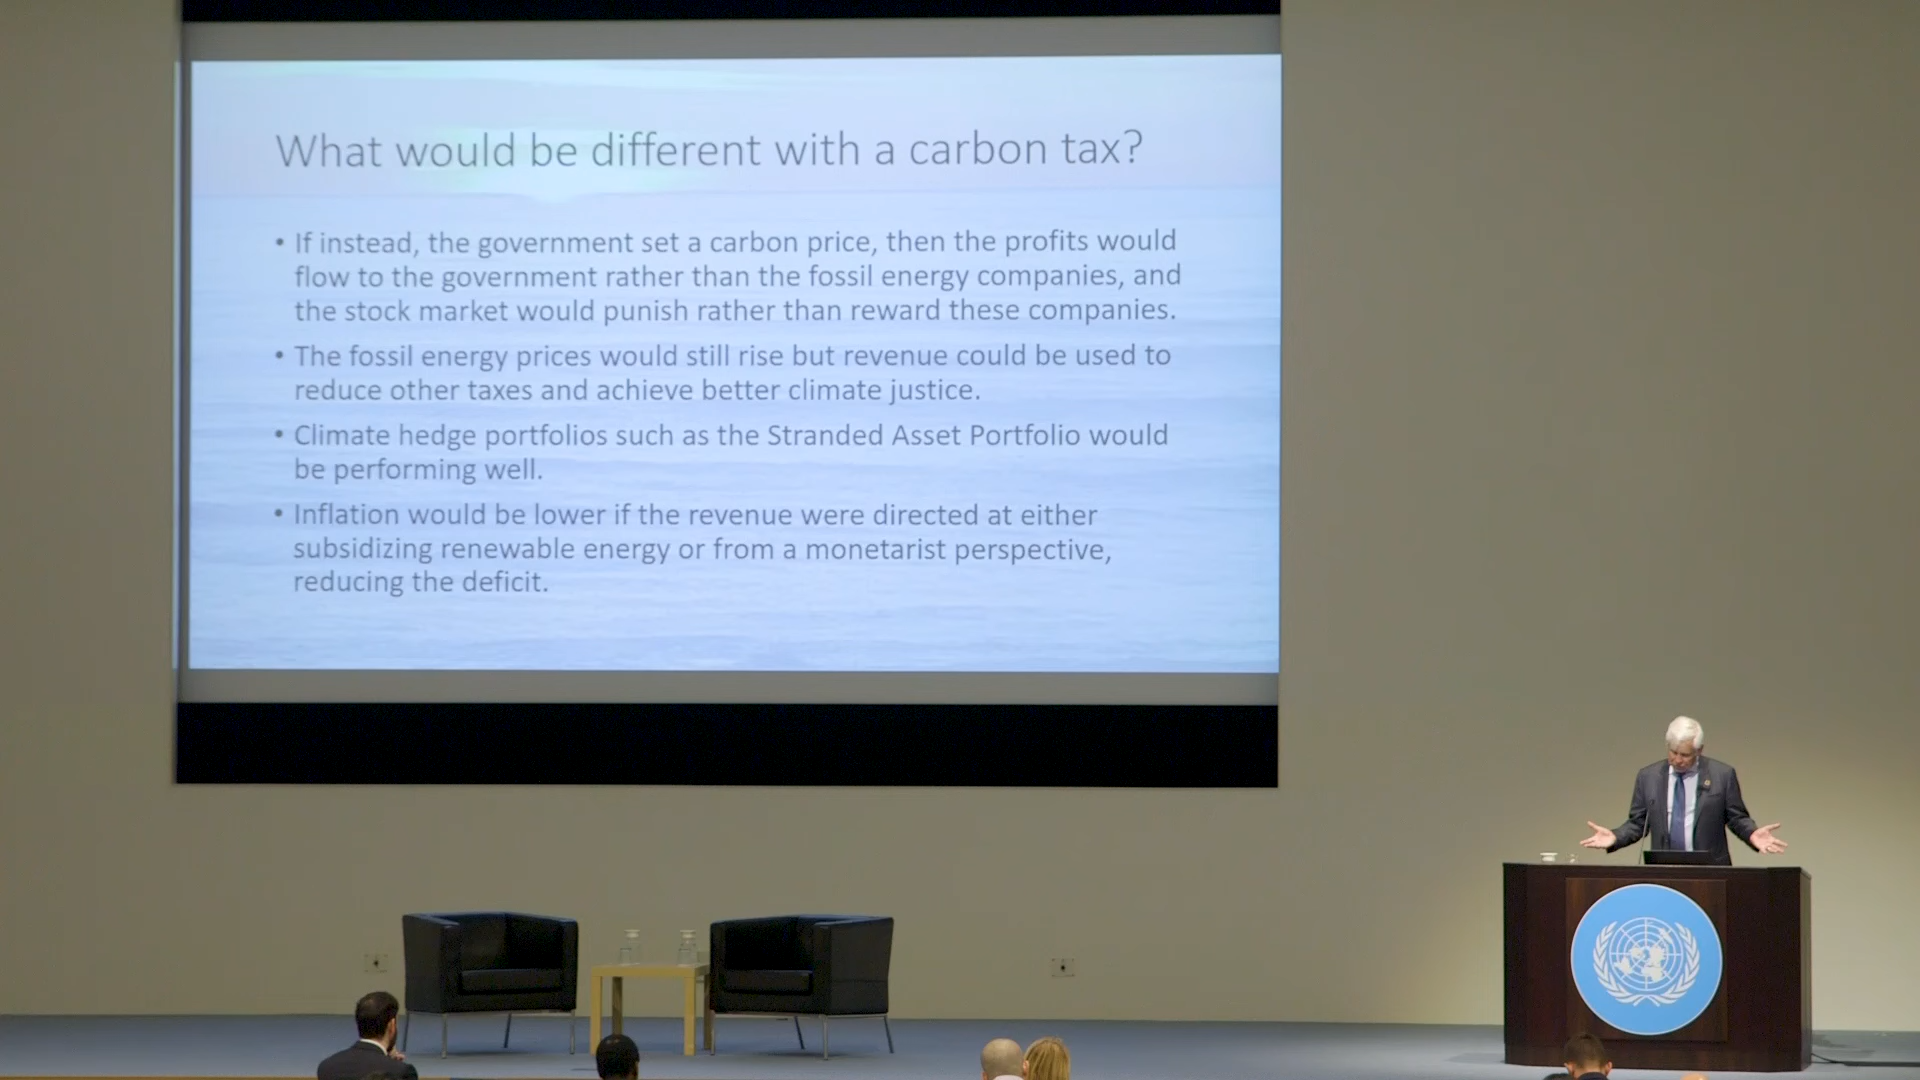 What would be different with a carbon tax?
• If instead, the government set a carbon price, then the profits would
flow to the government rather than the fossil energy companies, and
the stock market would punish rather than reward these companies.
• The fossil energy prices would still rise but revenue could be used to
reduce other taxes and achieve better climate justice.
• Climate hedge portfolios such as the Stranded Asset Portfolio would
be performing well.
• Inflation would be lower if the revenue were directed at either
subsidizing renewable energy or from a monetarist perspective,
reducing the deficit.